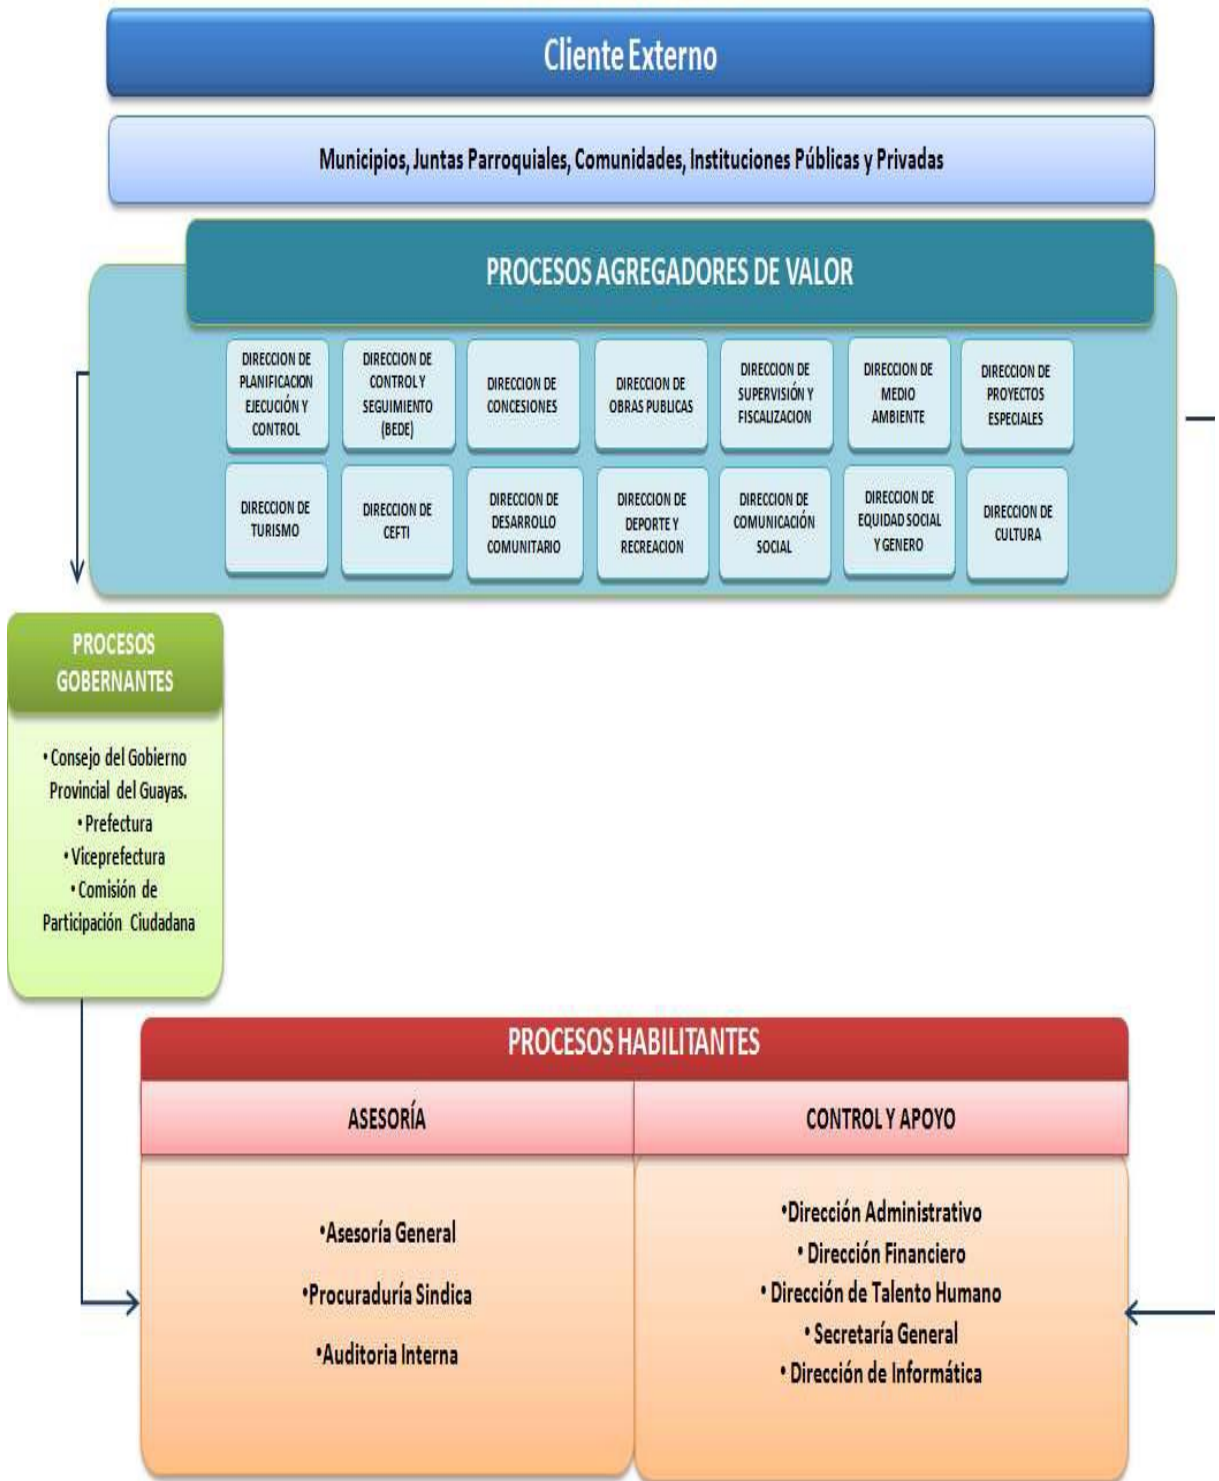 Cliente Externo
Municipios, Juntas Parroquiales, Comunidades, Instituciones Públicas y Privadas
PROCESOS AGREGADORES DE VALOR
DIRECCION DE
PLANIFICACION
EJECUCIÓN Y
CONTROL
DIRECCION DE
CONTROL Y
SEGUIMIENTO
(BEDE)
DIRECCION DE
CONCESIONES
DIRECCION DE
OBRAS PUBLICAS
DIRECCION DE
SUPERVISIÓN Y
FISCALIZACION
DIRECCION DE
MEDIO
AMBIENTE
DIRECCION DE
PROYECTOS
ESPECIALES
DIRECCION DE
TURISMO
DIRECCION DE
CEFTI
DIRECCION DE
DESARROLLO
COMUNITARIO
DIRECCION DE
DEPORTE Y
RECREACION
DIRECCION DE
COMUNICACIÓN
SOCIAL
DIRECCION DE
EQUIDAD SOCIAL
Y GENERO
DIRECCION DE
CULTURA
PROCESOS
GOBERNANTES
• Consejo del Gobierno
Provincial del Guayas.
• Prefectura
• Viceprefectura
• Comisión de
Participación Ciudadana
PROCESOS HABILITANTES
ASESORÍA
•Asesoría General
•Procuraduría Sindica
•Auditoria Interna
CONTROL Y APOYO
•Dirección Administrativo
• Dirección Financiero
• Dirección de Talento Humano
• Secretaría General
• Dirección de Informática